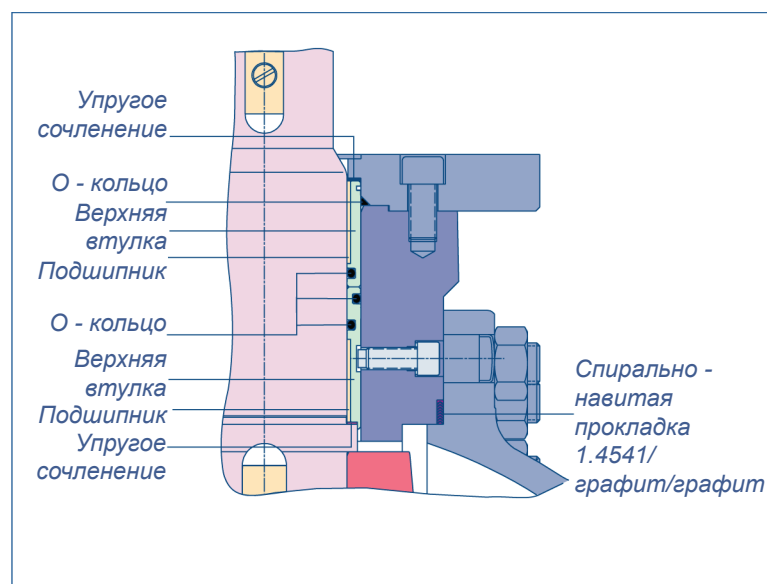 Упругое
сочленение
О - кольцо
Верхняя
втулка
Подшипник
О - кольцо
Верхняя
втулка
Подшипник
Упругое
сочленение
Спирально -
навитая
прокладка
1.4541/
графит/графит